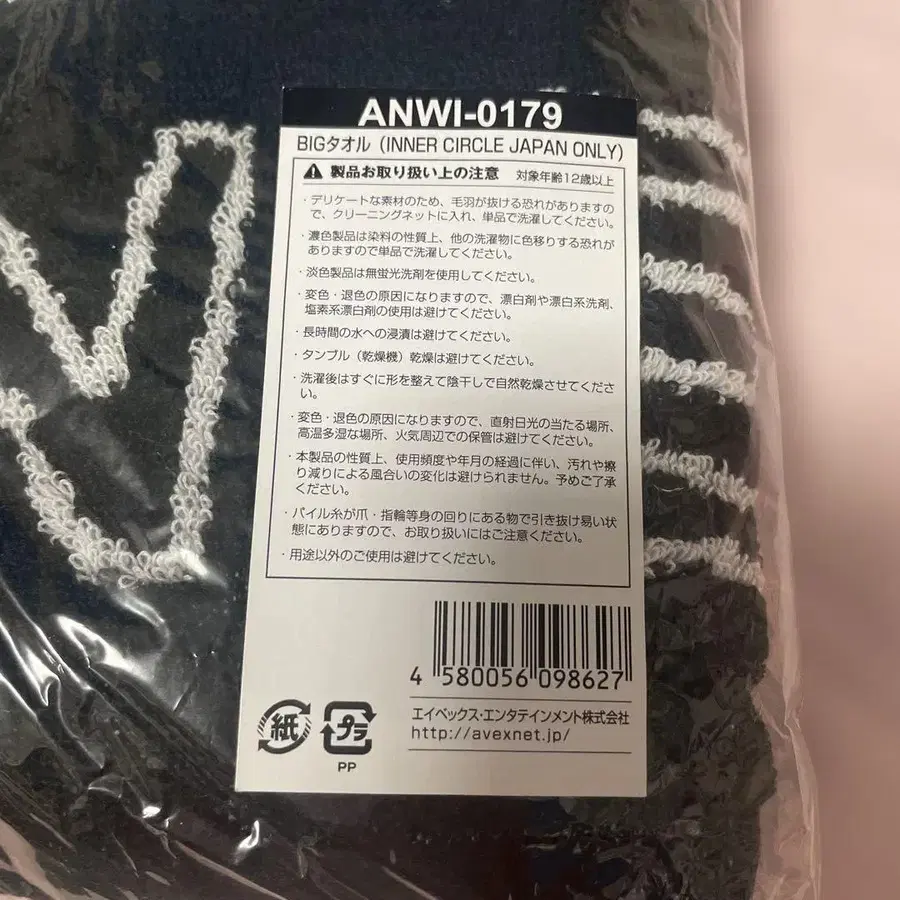 ANWI-0179
BIGタオル (INNER CIRCLE JAPAN ONLY)
製品お取り扱い上の注意 対象年齢12歳以上
・デリケートな素材のため、毛羽が抜ける恐れがありますの
で、クリーニングネットに入れ、単品で洗濯してください。
・濃色製品は染料の性質上、他の洗濯物に色移りする恐れが
ありますので単品で洗濯してください。
・淡色製品は無蛍光洗剤を使用してください。
・変色・退色の原因になりますので、漂白剤や漂白系洗剤、
塩素系漂白剤の使用は避けてください。
・長時間の水への浸漬は避けてください。
・タンブル（乾燥機）乾燥は避けてください。
・洗濯後はすぐに形を整えて陰干しで自然乾燥させてくださ
い。
・変色・退色の原因になりますので、直射日光の当たる場所、
高温多湿な場所、火気周辺での保管は避けてください。
・本製品の性質上、使用頻度や年月の経過に伴い、汚れや擦
り減りによる風合いの変化は避けられません。予めご了承
ください。
・パイル糸が爪・指輪等身の回りにある物で引き抜け易い状
態にありますので、お取り扱いにはご注意ください。
・用途以外のご使用は避けてください。
4 580056 098627
紙
プラ
PP
エイベックス・エンタテインメント株式会社
http://avexnet.jp/